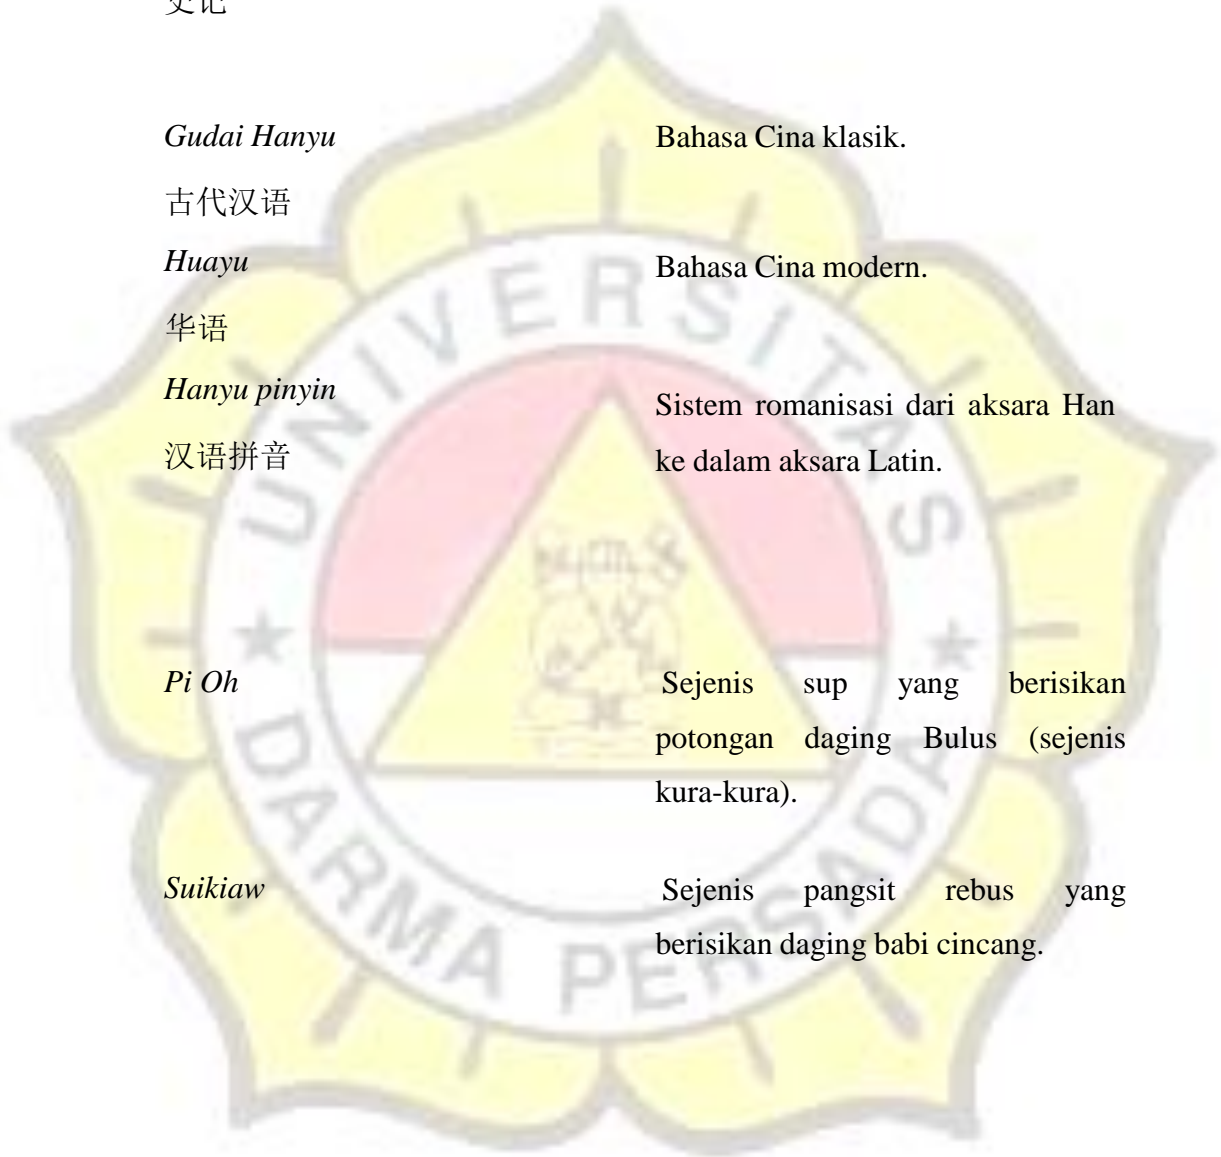 史记
Gudai Hanyu Bahasa Cina klasik.
古代汉语
Huayu Bahasa Cina modern.
华语
Hanyu pinyin Sistem romanisasi dari aksara Han
汉语拼音 ke dalam aksara Latin.
Pi Oh Sejenis sup yang berisikan
potongan daging Bulus (sejenis
kura-kura).
Suikiaw Sejenis pangsit rebus yang
berisikan daging babi cincang.
UNIVERSITAS
DARMA PERSADA